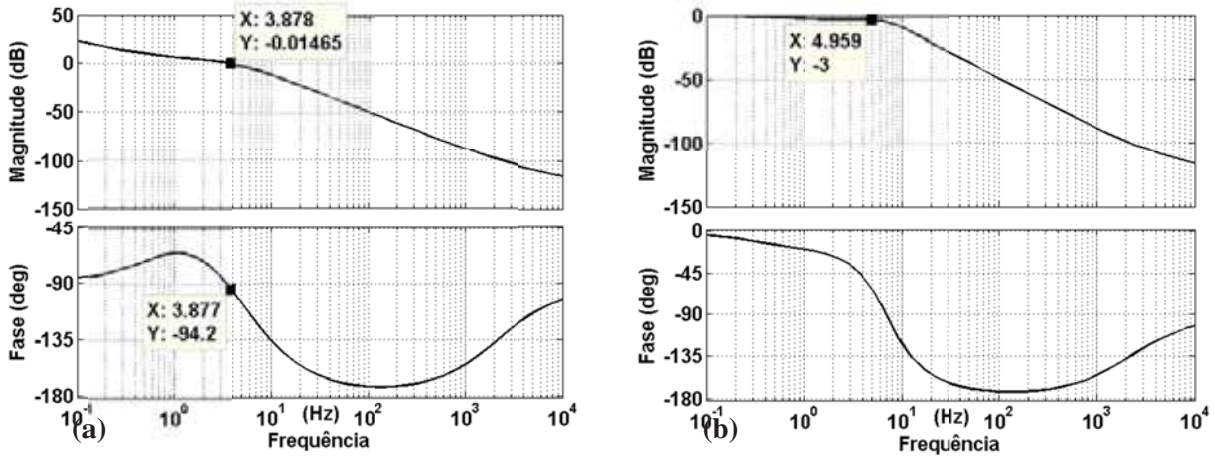 50
0
-50
-100
-150
Magnitude (dB)
X: 3.878
Y: -0.01465
-45
-90
-135
-180
Fase (deg)
X: 3.877
Y: -94.2
10^-1
10^0
10^1
(Hz)
10^2
10^3
10^4
Frequência
(a)
0
-50
-100
-150
Magnitude (dB)
X: 4.959
Y: -3
0
-45
-90
-135
-180
Fase (deg)
10^-1
10^0
10^1
(Hz)
10^2
10^3
10^4
Frequência
(b)